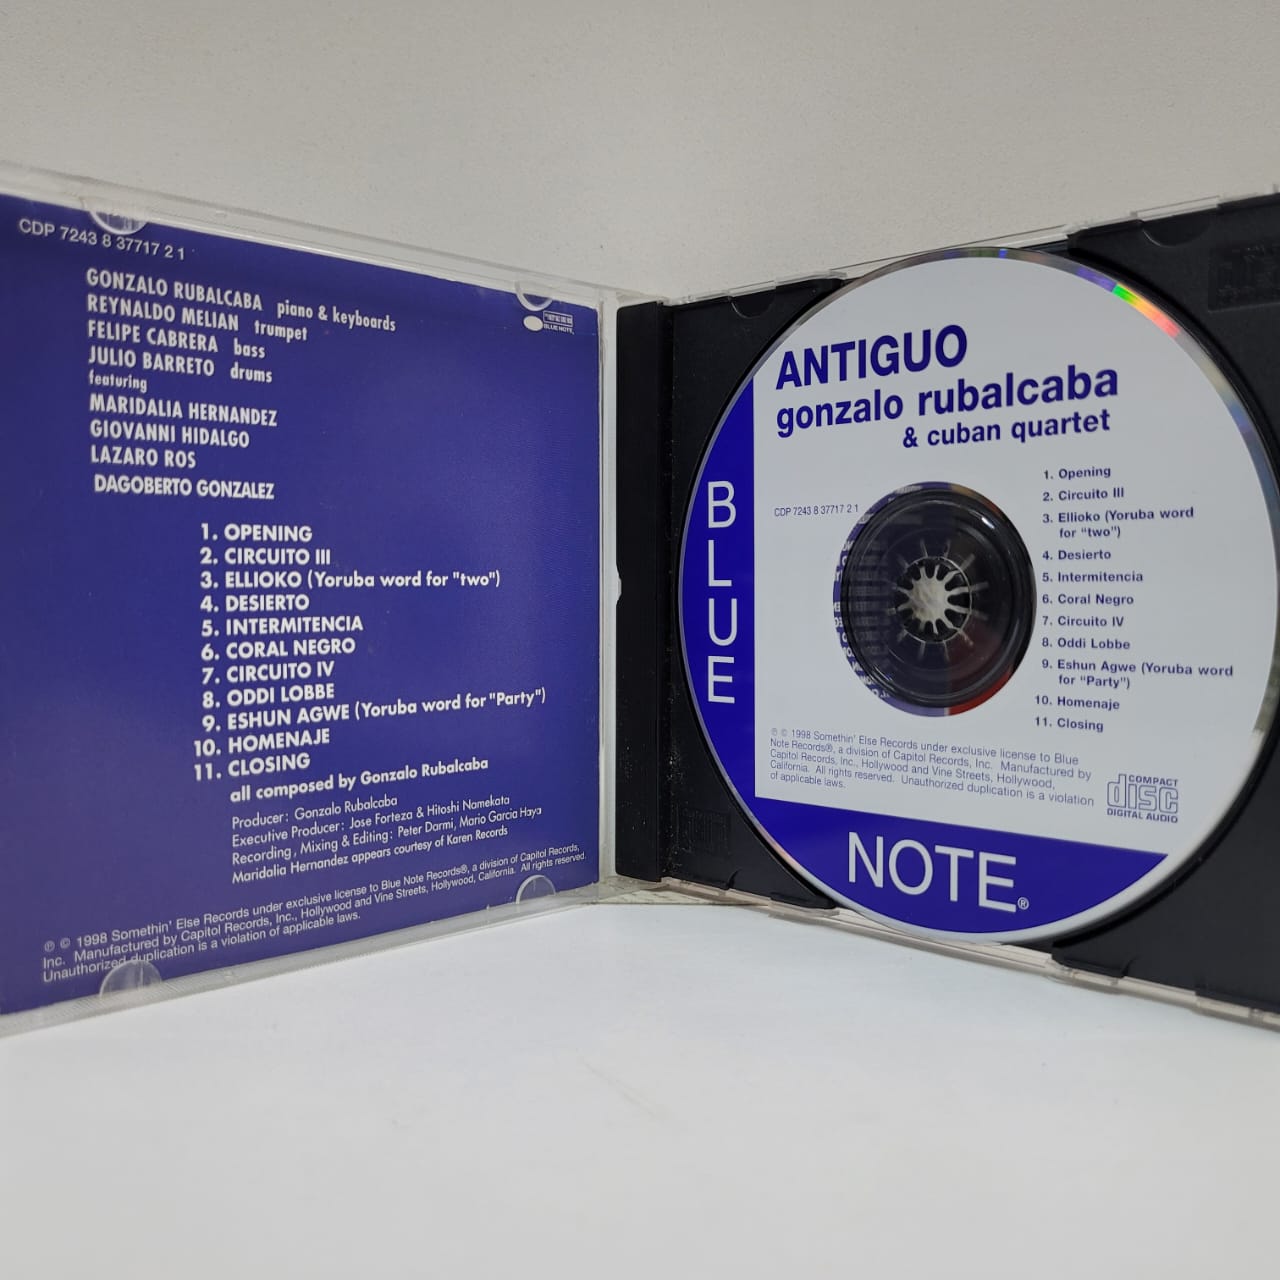 CDP 7243 8 37717 2 1
GONZALO RUBALCABA piano & keyboards
REYNALDO MELIAN trumpet
FELIPE CABRERA bass
JULIO BARRETO drums
featuring
MARIDALIA HERNANDEZ
GIOVANNI HIDALGO
LAZARO ROS
DAGOBERTO GONZALEZ
BLUE NOTE
1. OPENING
2. CIRCUITO III
3. ELLIOKO (Yoruba word for "two")
4. DESIERTO
5. INTERMITENCIA
6. CORAL NEGRO
7. CIRCUITO IV
8. ODDI LOBBE
9. ESHUN AGWE (Yoruba word for "Party")
10. HOMENAJE
11. CLOSING
all composed by Gonzalo Rubalcaba
Producer: Gonzalo Rubalcaba
Executive Producer: Jose Forteza & Hitoshi Namekata
Recording, Mixing & Editing: Peter Darmi, Mario Garcia Haya
Maridalia Hernandez appears courtesy of Karen Records
℗ © 1998 Somethin' Else Records under exclusive license to Blue Note Records®, a division of Capitol Records,
Inc. Manufactured by Capitol Records, Inc., Hollywood and Vine Streets, Hollywood, California. All rights reserved.
Unauthorized duplication is a violation of applicable laws.
ANTIGUO
gonzalo rubalcaba
& cuban quartet
CDP 7243 8 37717 2 1
1. Opening
2. Circuito III
3. Ellioko (Yoruba word
for "two")
4. Desierto
5. Intermitencia
6. Coral Negro
7. Circuito IV
8. Oddi Lobbe
9. Eshun Agwe (Yoruba word
for "Party")
10. Homenaje
11. Closing
℗ © 1998 Somethin' Else Records under exclusive license to Blue
Note Records®, a division of Capitol Records, Inc. Manufactured by
Capitol Records, Inc., Hollywood and Vine Streets, Hollywood,
California. All rights reserved. Unauthorized duplication is a violation
of applicable laws.
COMPACT
disc
DIGITAL AUDIO
BLUE
NOTE®